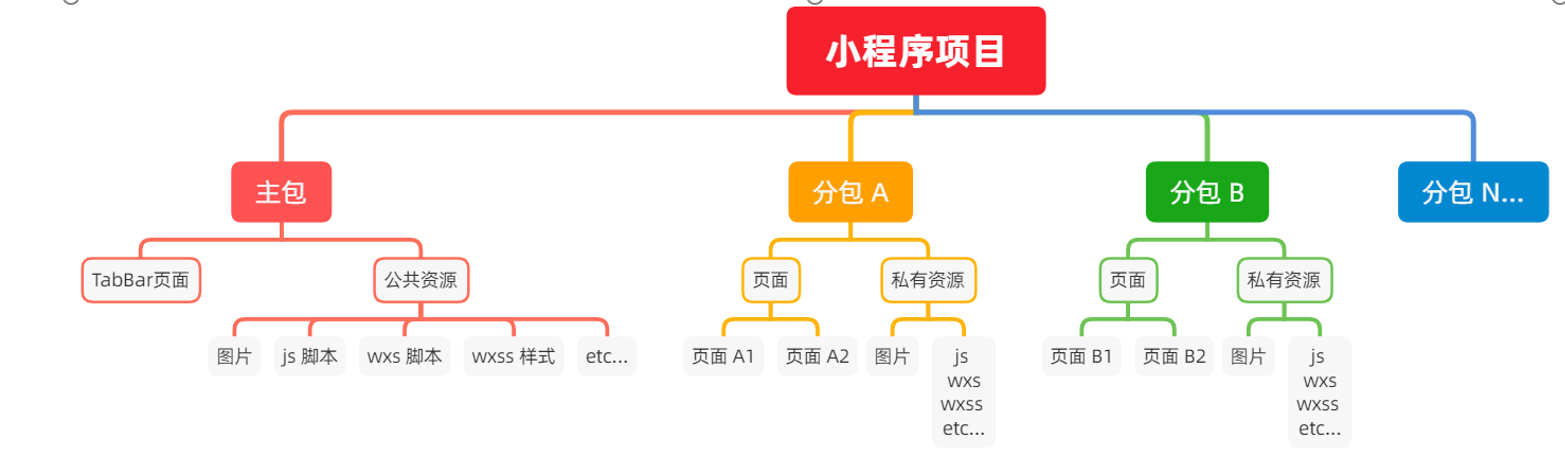 小程序项目
主包
分包 A
分包 B
分包 N...
TabBar页面
公共资源
页面
私有资源
页面
私有资源
图片
js 脚本
wxs 脚本
wxss 样式
etc...
页面 A1
页面 A2
图片
js
wxs
wxss
etc...
页面 B1
页面 B2
图片
js
wxs
wxss
etc...